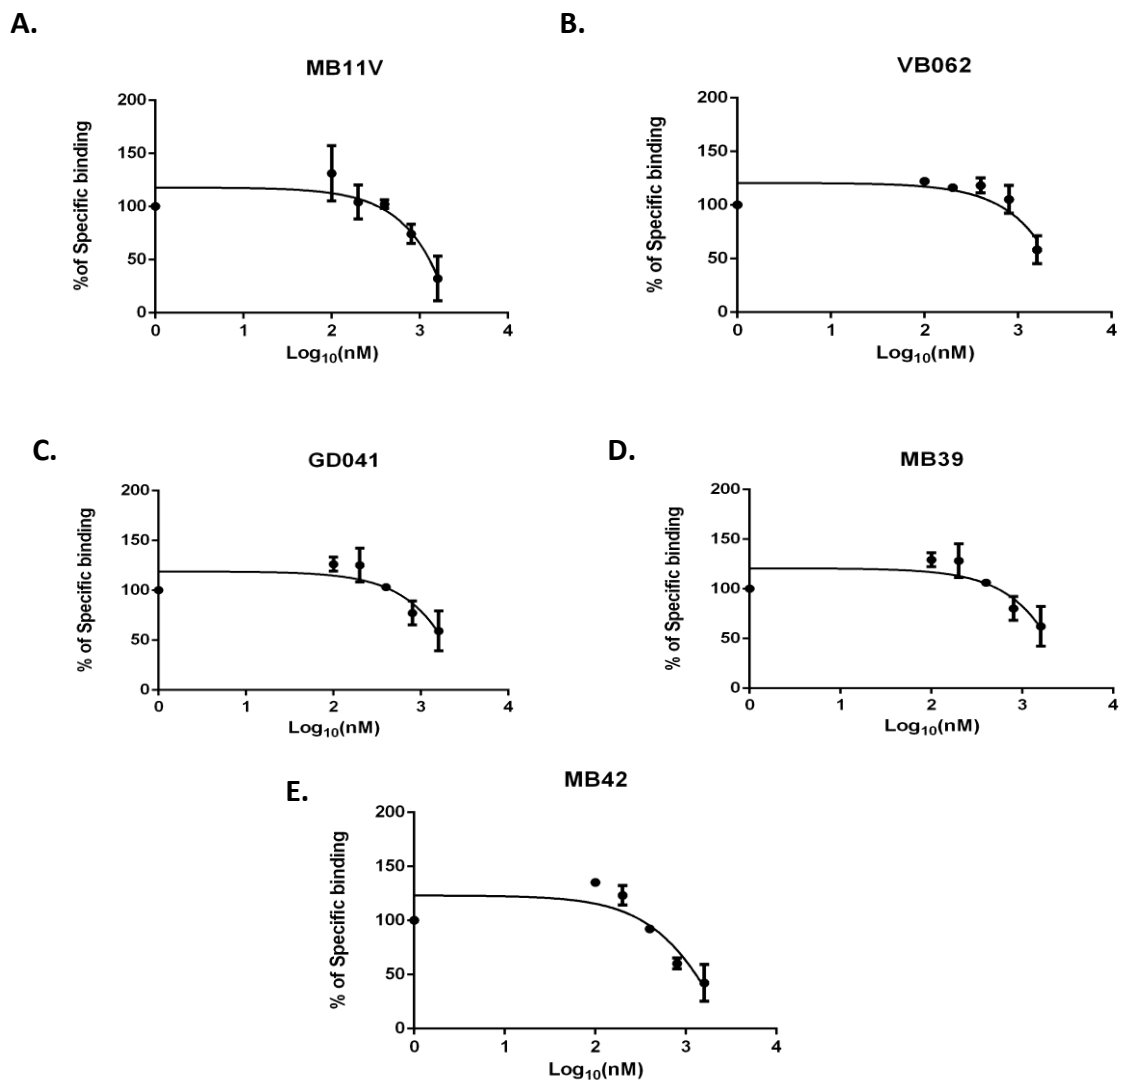 A.
MB11V
%of Specific binding
200
150
100
50
0
0 1 2 3 4
Log₁₀(nM)
B.
VB062
% of Specific binding
200
150
100
50
0
0 1 2 3 4
Log₁₀(nM)
C.
GD041
% of Specific binding
200
150
100
50
0
0 1 2 3 4
Log₁₀(nM)
D.
MB39
% of Specific binding
200
150
100
50
0
0 1 2 3 4
Log₁₀(nM)
E.
MB42
% of Specific binding
200
150
100
50
0
0 1 2 3 4
Log₁₀(nM)